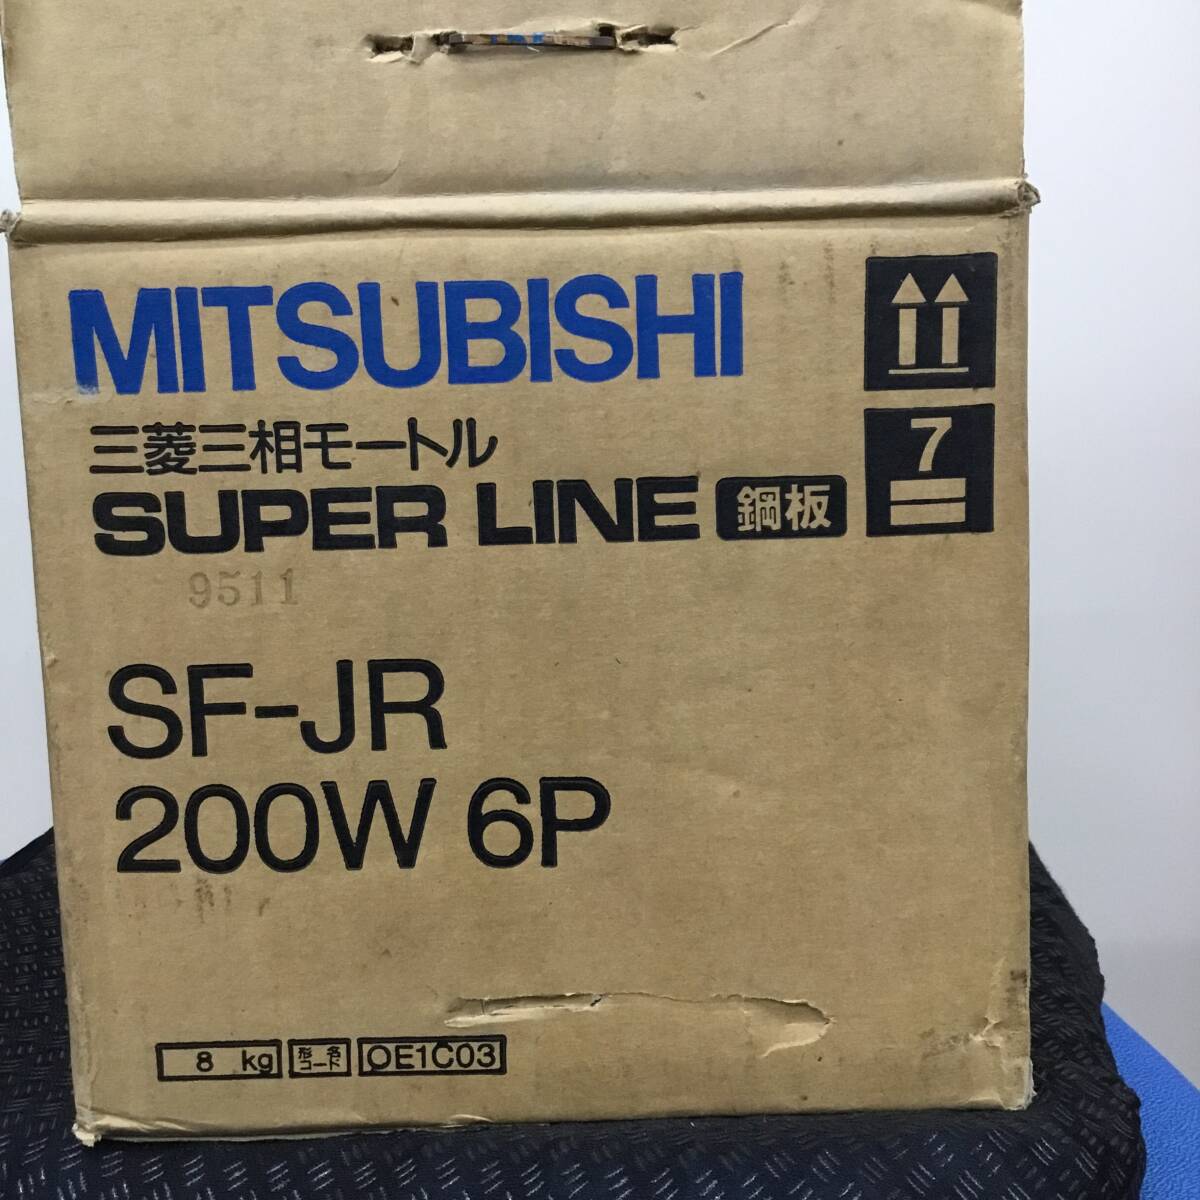 MITSUBISHI
三菱三相モートル
SUPER LINE 鋼板
7
9511
SF-JR
200W 6P
8 kg 形名コード OE1C03